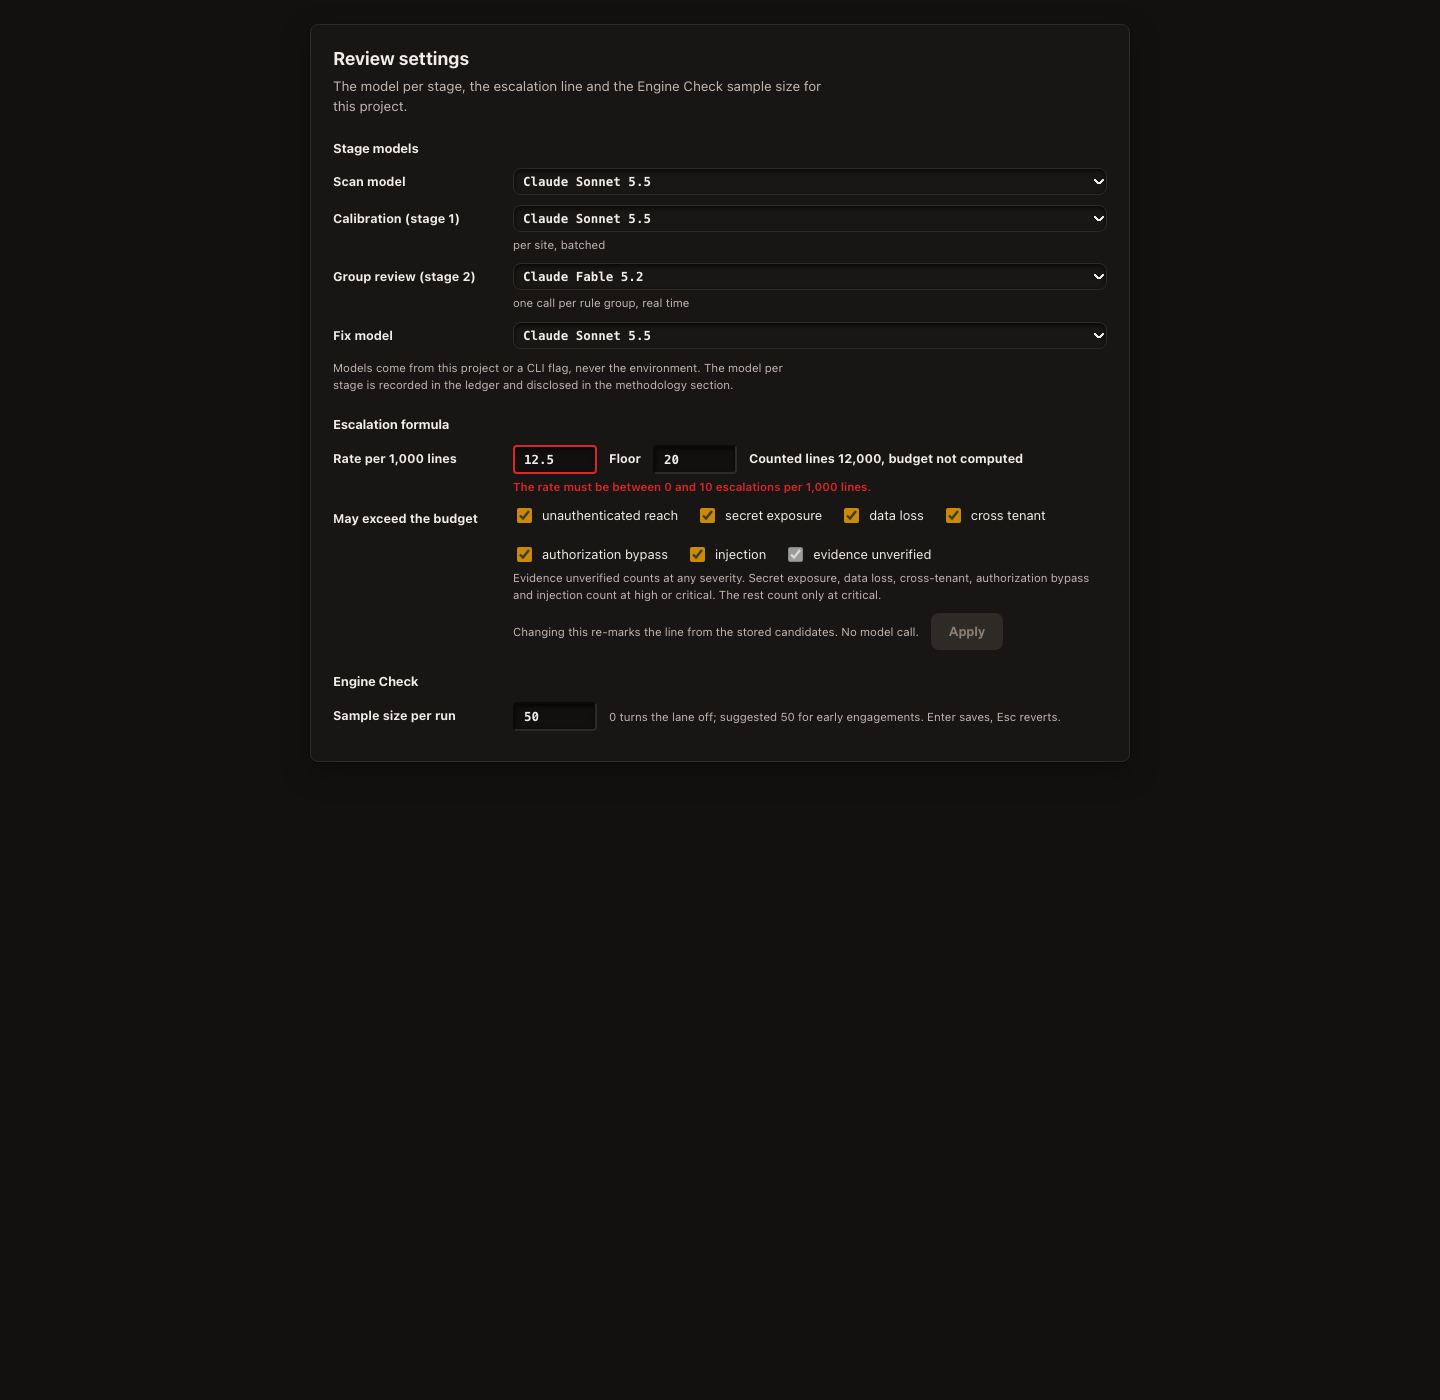 Review settings
The model per stage, the escalation line and the Engine Check sample size for
this project.
Stage models
Scan model
Claude Sonnet 5.5
Calibration (stage 1)
Claude Sonnet 5.5
per site, batched
Group review (stage 2)
Claude Fable 5.2
one call per rule group, real time
Fix model
Claude Sonnet 5.5
Models come from this project or a CLI flag, never the environment. The model per
stage is recorded in the ledger and disclosed in the methodology section.
Escalation formula
Rate per 1,000 lines
12.5
Floor
20
Counted lines 12,000, budget not computed
The rate must be between 0 and 10 escalations per 1,000 lines.
May exceed the budget
unauthenticated reach
secret exposure
data loss
cross tenant
authorization bypass
injection
evidence unverified
Evidence unverified counts at any severity. Secret exposure, data loss, cross-tenant, authorization bypass
and injection count at high or critical. The rest count only at critical.
Changing this re-marks the line from the stored candidates. No model call.
Apply
Engine Check
Sample size per run
50
0 turns the lane off; suggested 50 for early engagements. Enter saves, Esc reverts.